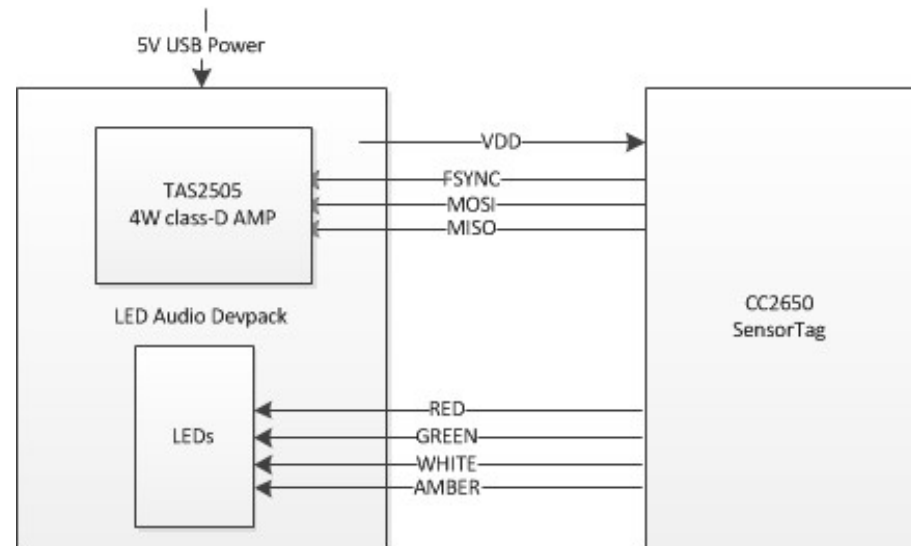 5V USB Power
VDD
FSYNC
MOSI
MISO
TAS2505
4W class-D AMP
LED Audio Devpack
CC2650
SensorTag
LEDs
RED
GREEN
WHITE
AMBER